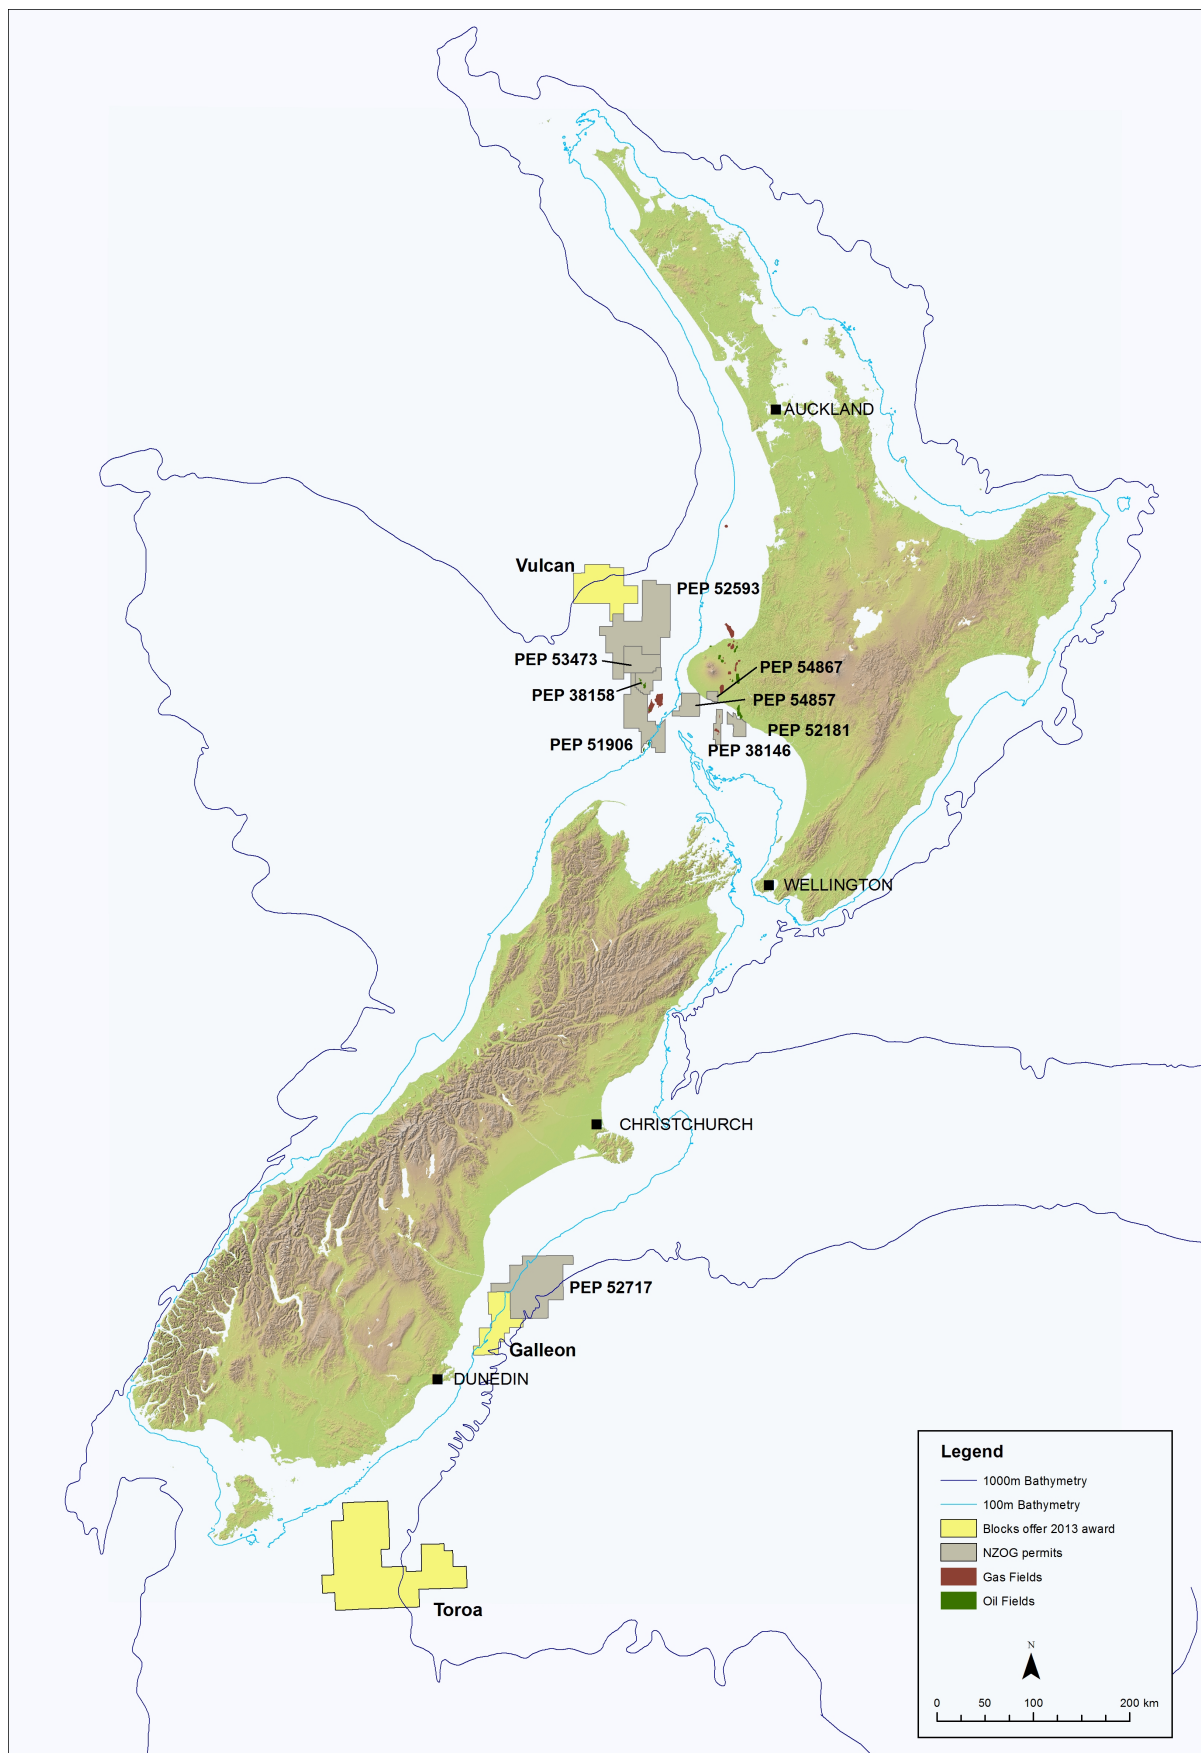 AUCKLAND
Vulcan
PEP 52593
PEP 53473
PEP 54867
PEP 38158
PEP 54857
PEP 52181
PEP 51906
PEP 38146
WELLINGTON
CHRISTCHURCH
PEP 52717
Galleon
DUNEDIN
Toroa
Legend
1000m Bathymetry
100m Bathymetry
Blocks offer 2013 award
NZOG permits
Gas Fields
Oil Fields
N
0 50 100 200 km